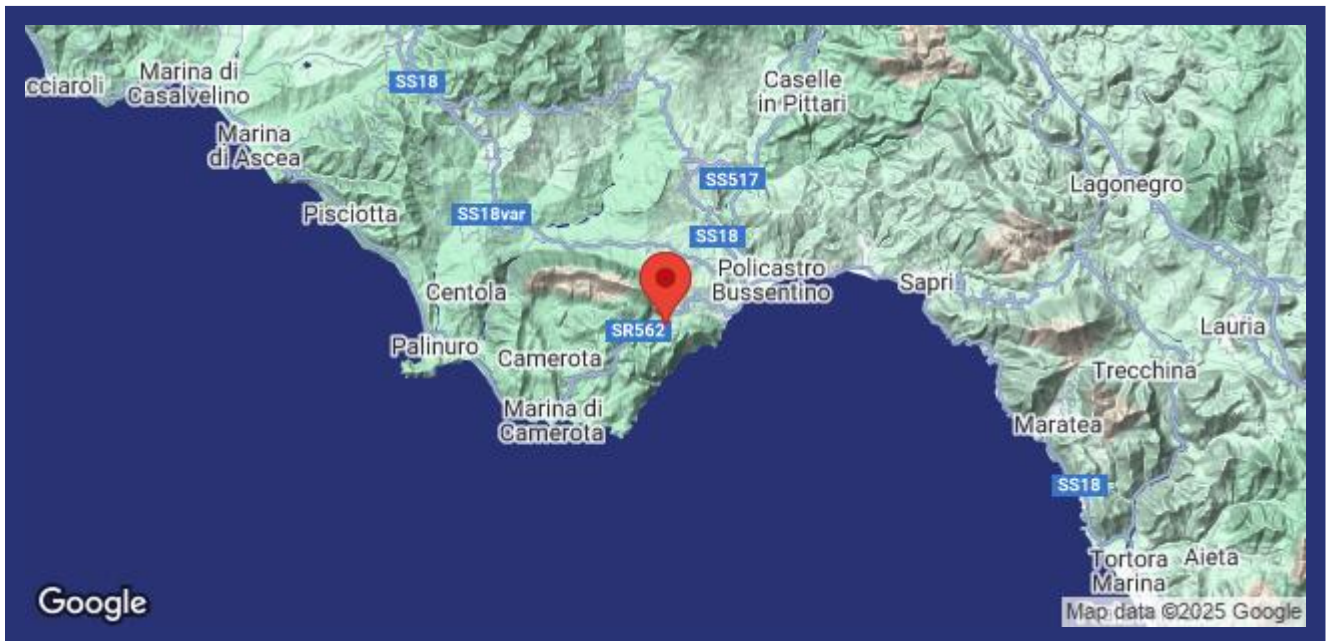 cciaroli
Marina di
Casalvelino
SS18
Caselle
in Pittari
Marina
di Ascea
SS517
Lagonegro
Pisciotta
SS18var
SS18
Policastro
Bussentino
Sapri
Centola
SR562
Lauria
Palinuro
Camerota
Trecchina
Marina di
Camerota
Maratea
SS18
Tortora
Marina
Aieta
Google
Map data ©2025 Google